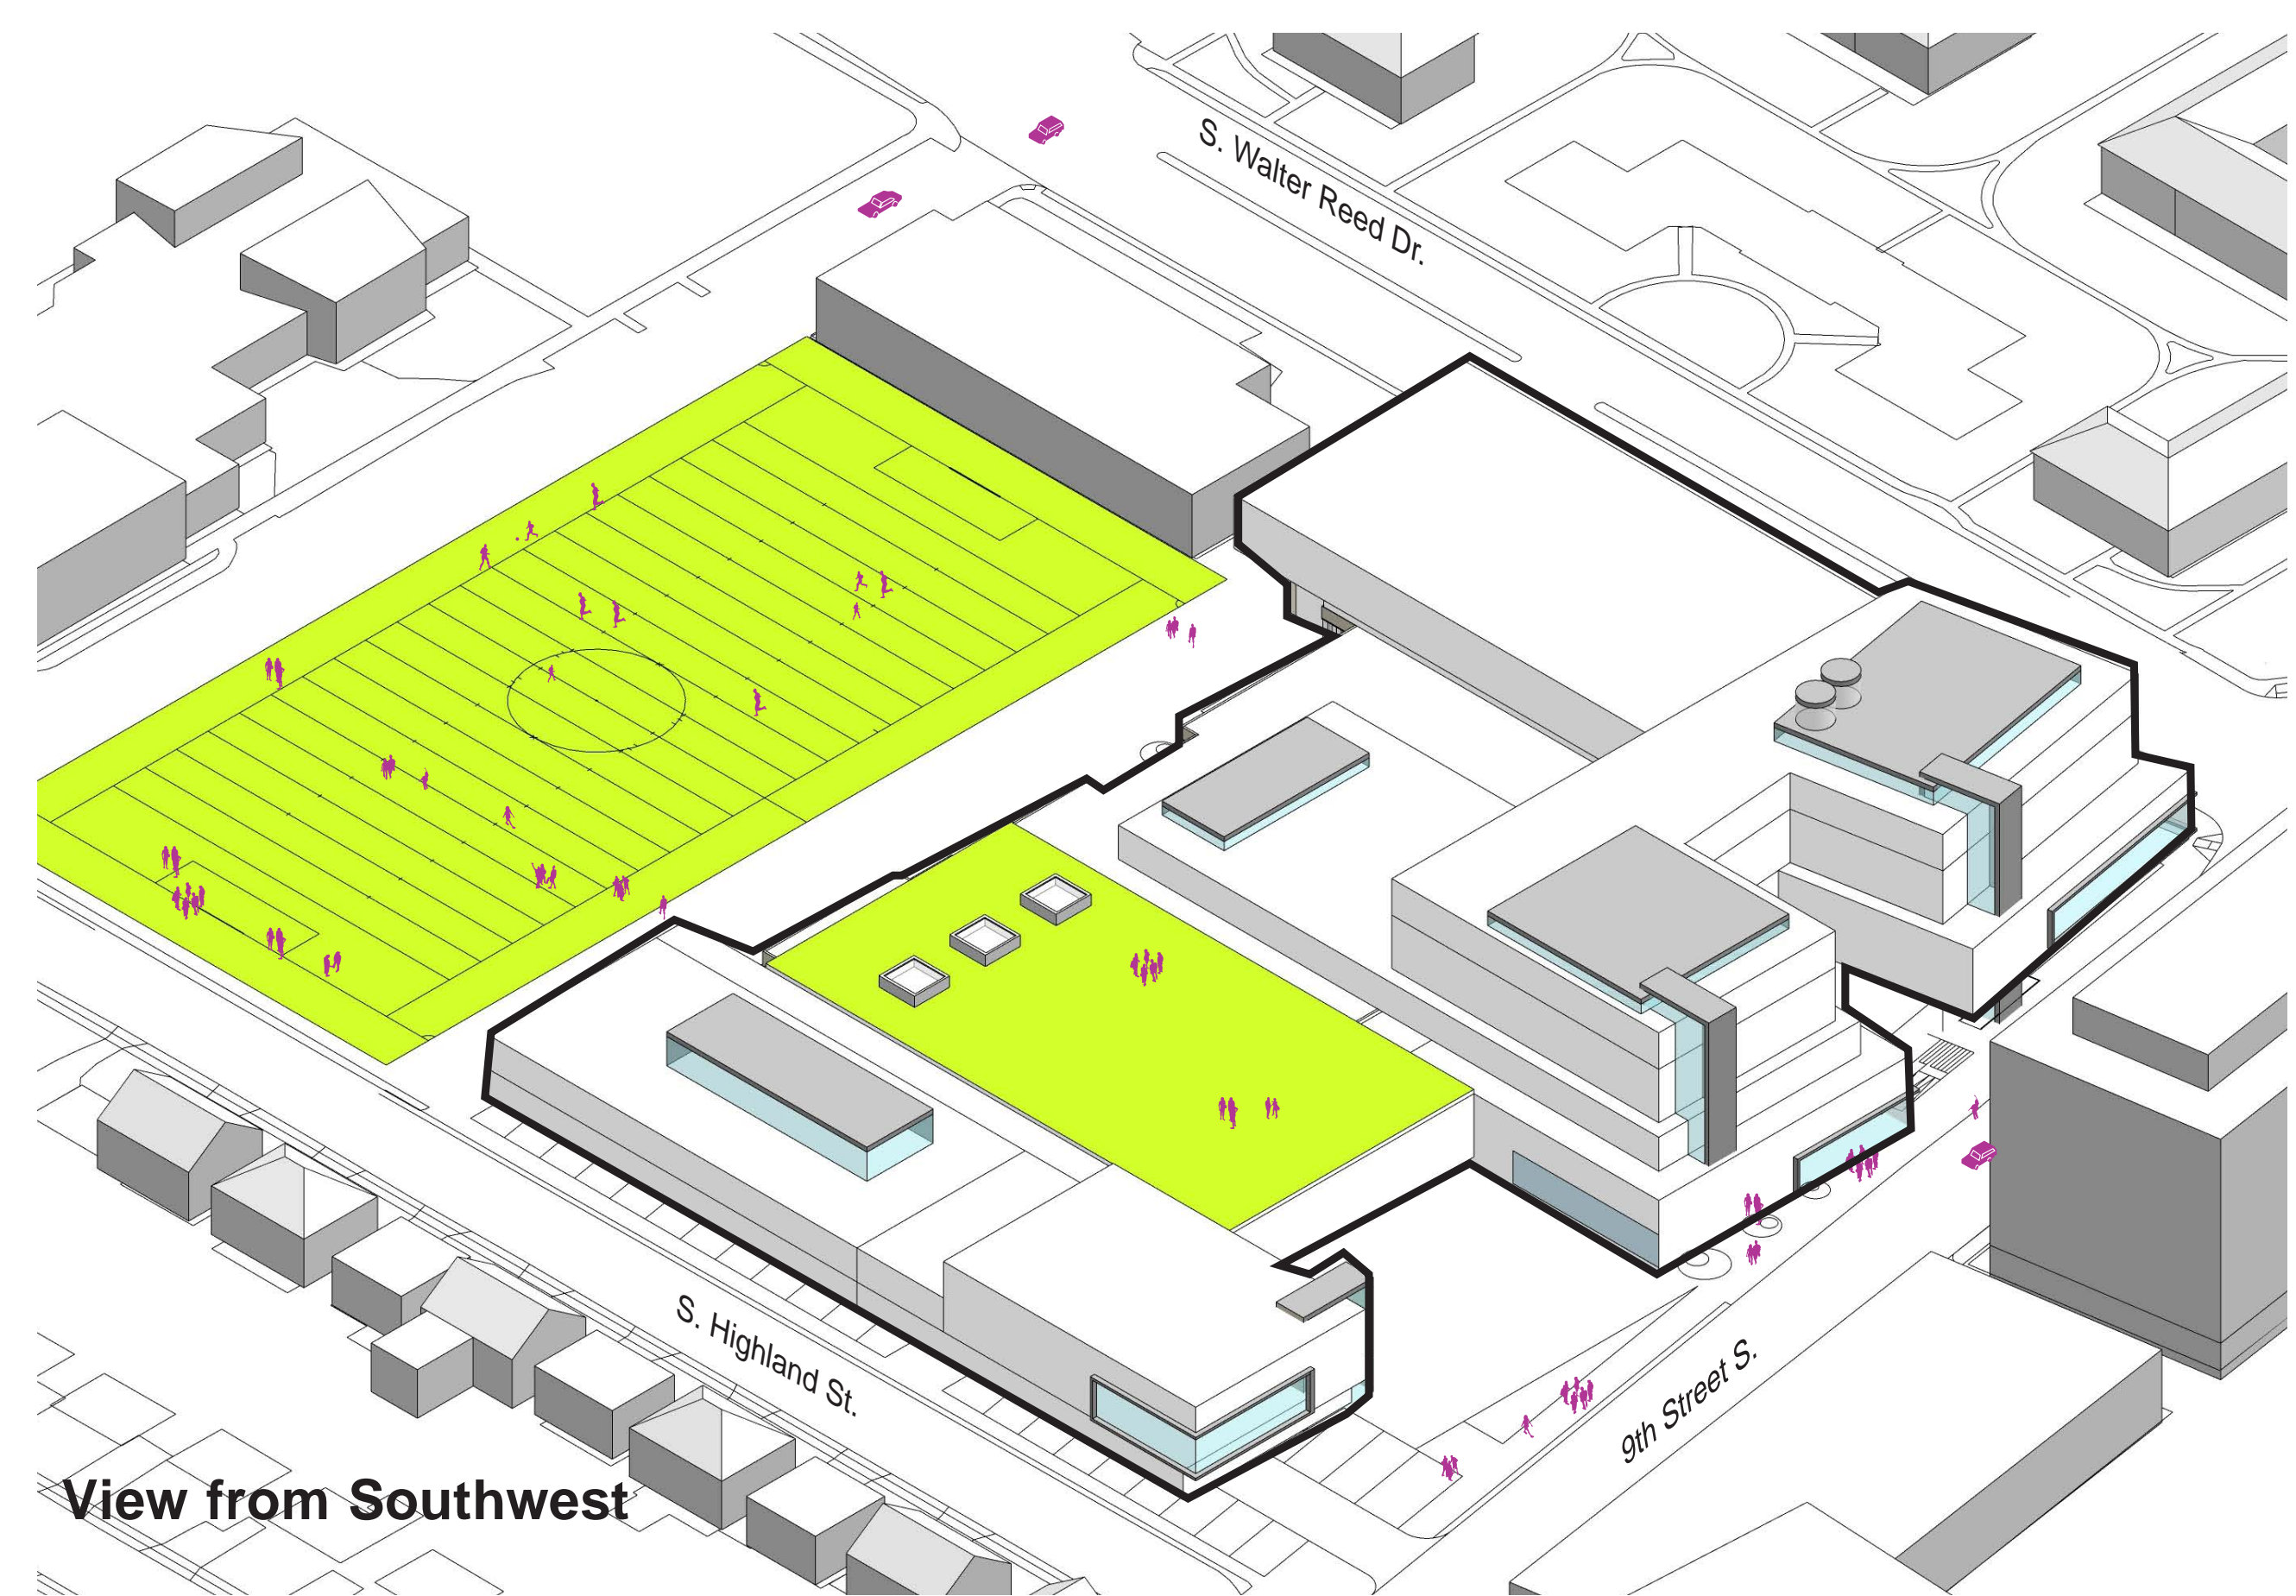 S. Walter Reed Dr.
S. Highland St.
9th Street S.
View from Southwest